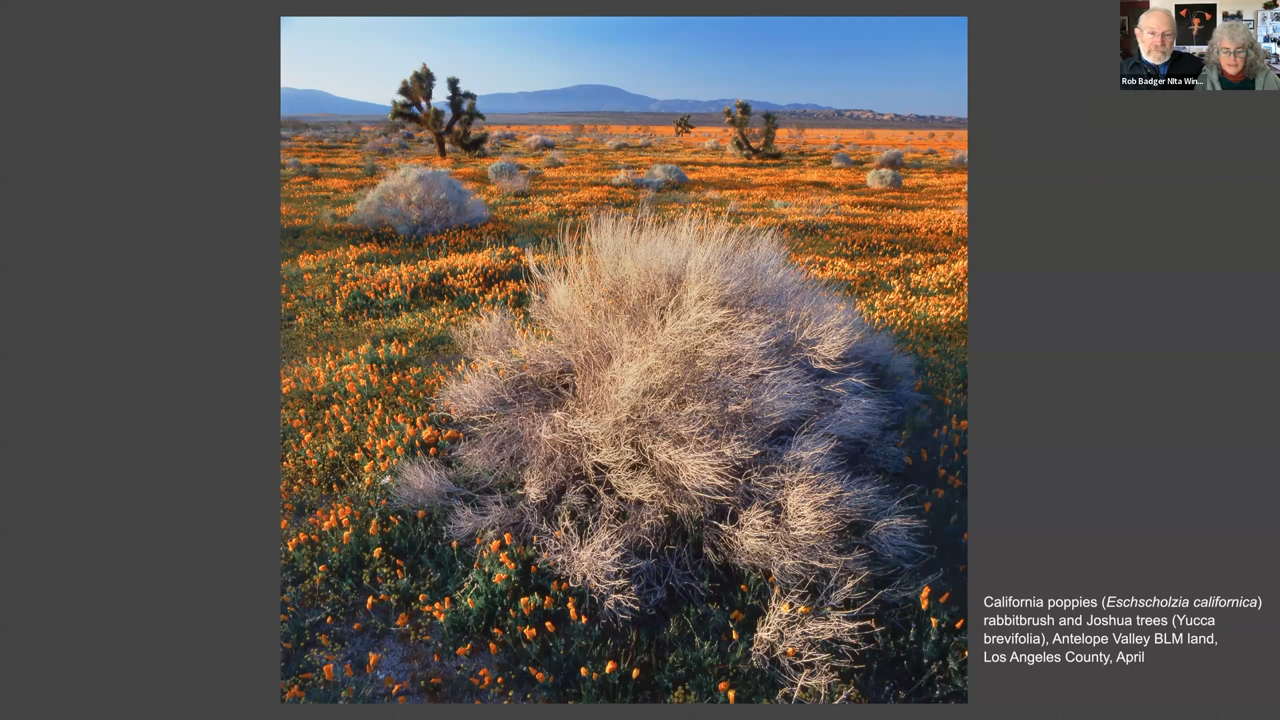 Rob Badger NIta Win...
California poppies (Eschscholzia californica)
rabbitbrush and Joshua trees (Yucca
brevifolia), Antelope Valley BLM land,
Los Angeles County, April